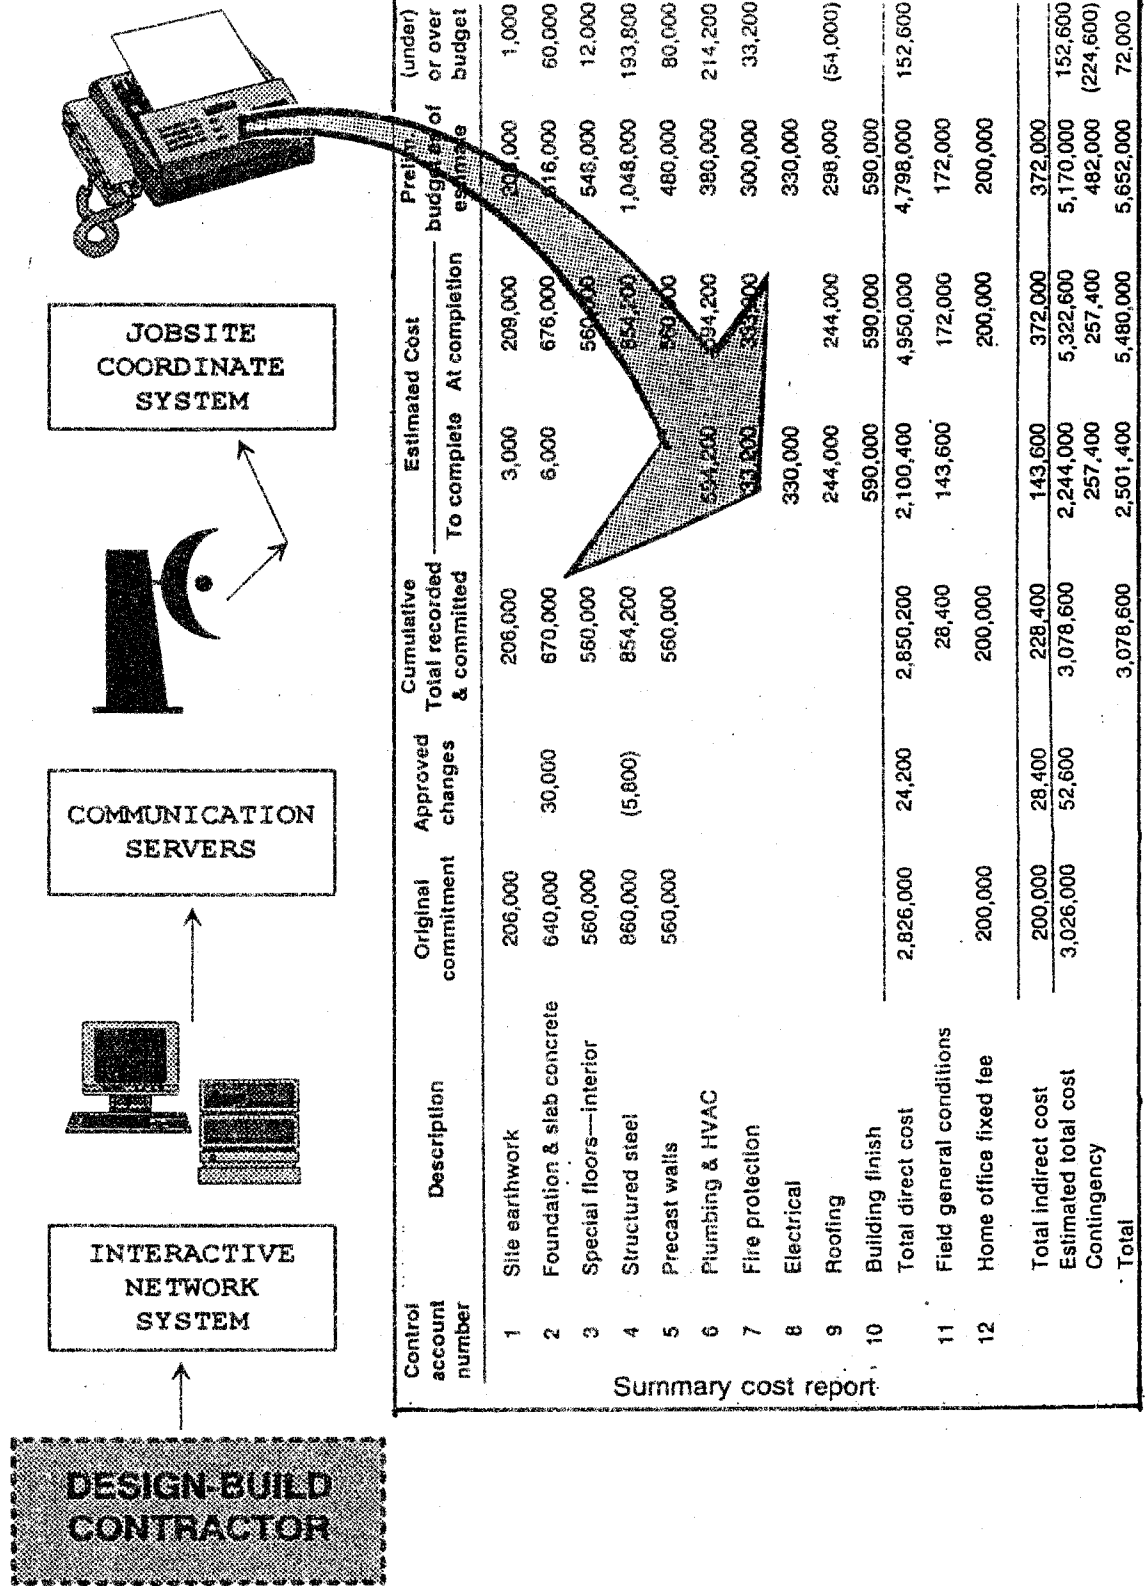 JOBSITE
COORDINATE
SYSTEM
COMMUNICATION
SERVERS
INTERACTIVE
NETWORK
SYSTEM
DESIGN-BUILD
CONTRACTOR
Control Cumulative Estimated Cost (under)
account Description Original Approved Total recorded or over
number commitment changes & committed To complete At completion budget
1 Site earthwork 206,000 206,000 3,000 209,000 1,000
2 Foundation & slab concrete 640,000 30,000 670,000 6,000 676,000 60,000
3 Special floors—interior 560,000 560,000 548,000 12,000
4 Structured steel 860,000 (5,800) 854,200 854,200 1,048,000 193,800
5 Precast walls 560,000 560,000 480,000 80,000
6 Plumbing & HVAC 380,000 214,200
7 Fire protection 300,000 33,200
8 Electrical 330,000 330,000
9 Roofing 244,000 244,000 298,000 (54,000)
10 Building finish 590,000 590,000 590,000
Total direct cost 2,826,000 24,200 2,850,200 2,100,400 4,950,000 4,798,000 152,600
11 Field general conditions 28,400 143,600 172,000 172,000
12 Home office fixed fee 200,000 200,000 200,000 200,000
Total indirect cost 200,000 28,400 228,400 143,600 372,000 372,000
Estimated total cost 3,026,000 52,600 3,078,600 2,244,000 5,322,600 5,170,000 152,600
Contingency 257,400 257,400 482,000 (224,600)
Total 3,078,600 2,501,400 5,480,000 5,652,000 72,000
Summary cost report